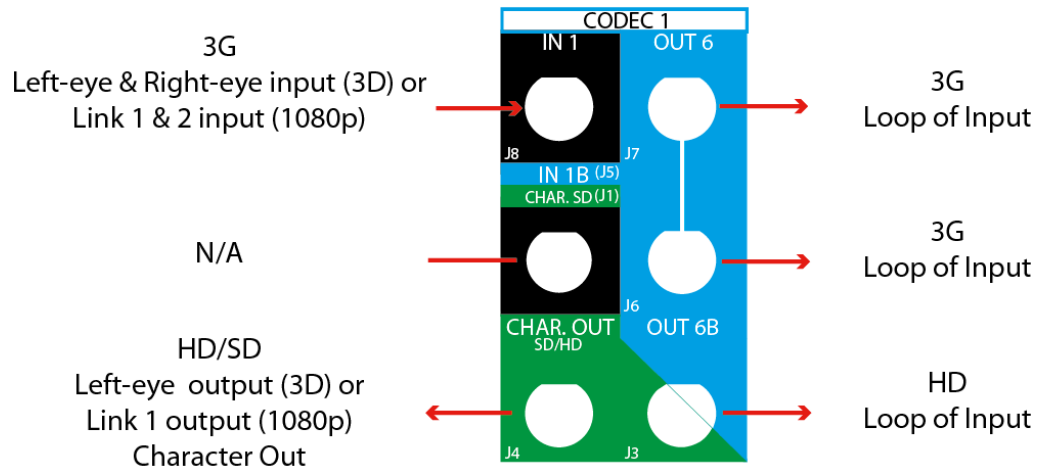 CODEC 1
IN 1
OUT 6
3G
Left-eye & Right-eye input (3D) or
Link 1 & 2 input (1080p)
3G
Loop of Input
J8
J7
IN 1B (J5)
CHAR. SD (J1)
N/A
3G
Loop of Input
J6
CHAR. OUT
SD/HD
OUT 6B
HD/SD
Left-eye output (3D) or
Link 1 output (1080p)
Character Out
HD
Loop of Input
J4
J3